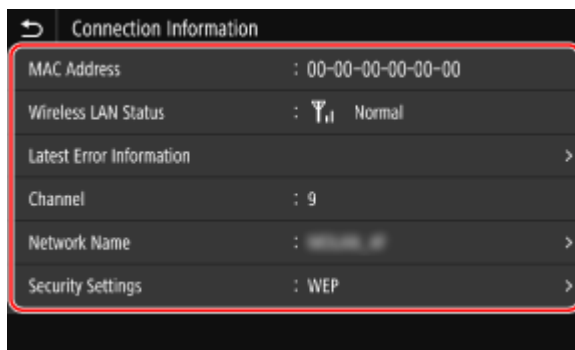 Connection Information
MAC Address : 00-00-00-00-00-00
Wireless LAN Status : Normal
Latest Error Information >
Channel : 9
Network Name : >
Security Settings : WEP >